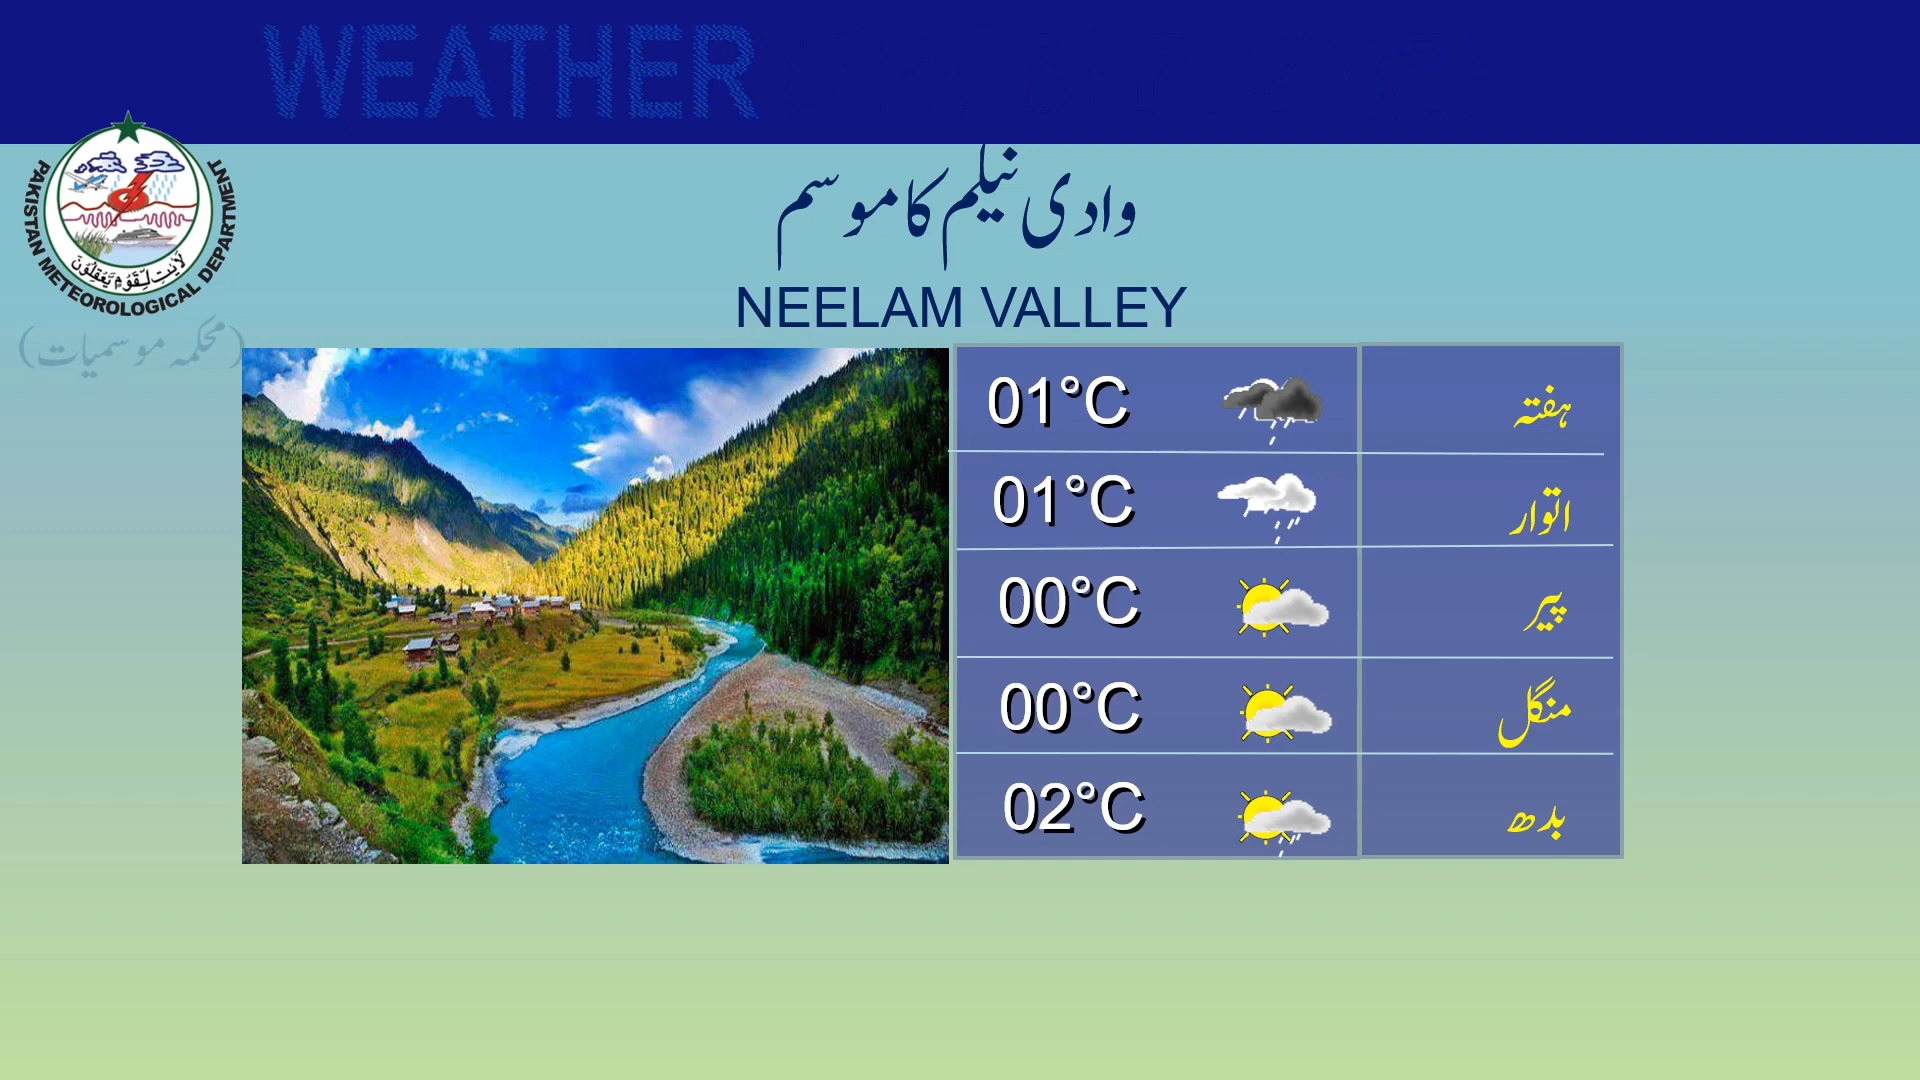 WEATHER
PAKISTAN METEOROLOGICAL DEPARTMENT
لَاٰيٰتٍ لِّقَوْمٍ يَّعْقِلُوْنَ
(محکمہ موسمیات)
وادی نیلم کا موسم
NEELAM VALLEY
ہفتہ 01°C
اتوار 01°C
پیر 00°C
منگل 00°C
بدھ 02°C